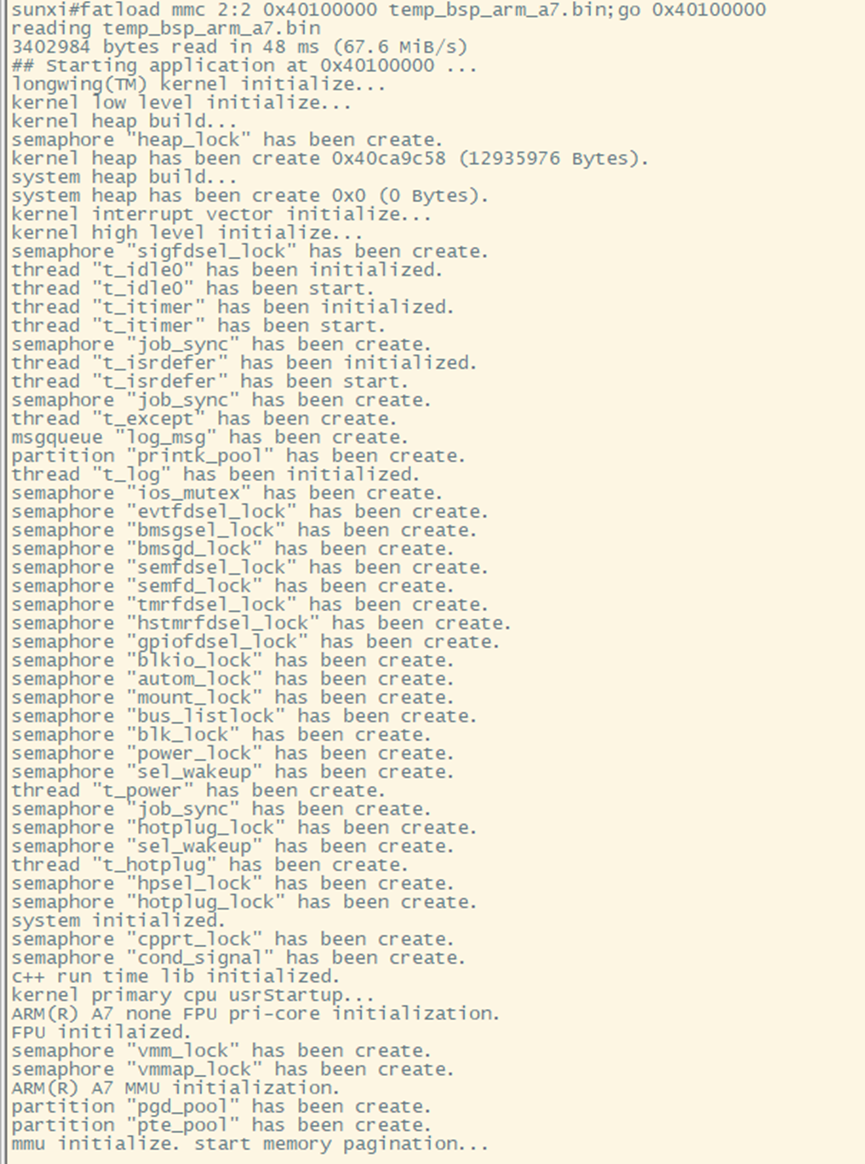 sunxi#fatload mmc 2:2 0x40100000 temp_bsp_arm_a7.bin;go 0x40100000
reading temp_bsp_arm_a7.bin
3402984 bytes read in 48 ms (67.6 MiB/s)
## Starting application at 0x40100000 ...
longwing(TM) kernel initialize...
kernel low level initialize...
kernel heap build...
semaphore "heap_lock" has been create.
kernel heap has been create 0x40ca9c58 (12935976 Bytes).
system heap build...
system heap has been create 0x0 (0 Bytes).
kernel interrupt vector initialize...
kernel high level initialize...
semaphore "sigfdsel_lock" has been create.
thread "t_idle0" has been initialized.
thread "t_idle0" has been start.
thread "t_itimer" has been initialized.
thread "t_itimer" has been start.
semaphore "job_sync" has been create.
thread "t_isrdefer" has been initialized.
thread "t_isrdefer" has been start.
semaphore "job_sync" has been create.
thread "t_except" has been create.
msgqueue "log_msg" has been create.
partition "printk_pool" has been create.
thread "t_log" has been initialized.
semaphore "ios_mutex" has been create.
semaphore "evtfdsel_lock" has been create.
semaphore "bmsgsel_lock" has been create.
semaphore "bmsgd_lock" has been create.
semaphore "semfdsel_lock" has been create.
semaphore "semfd_lock" has been create.
semaphore "tmrfdsel_lock" has been create.
semaphore "hstmrfdsel_lock" has been create.
semaphore "gpiofdsel_lock" has been create.
semaphore "blkio_lock" has been create.
semaphore "autom_lock" has been create.
semaphore "mount_lock" has been create.
semaphore "bus_listlock" has been create.
semaphore "blk_lock" has been create.
semaphore "power_lock" has been create.
semaphore "sel_wakeup" has been create.
thread "t_power" has been create.
semaphore "job_sync" has been create.
semaphore "hotplug_lock" has been create.
semaphore "sel_wakeup" has been create.
thread "t_hotplug" has been create.
semaphore "hpsel_lock" has been create.
semaphore "hotplug_lock" has been create.
system initialized.
semaphore "cpprt_lock" has been create.
semaphore "cond_signal" has been create.
c++ run time lib initialized.
kernel primary cpu usrStartup...
ARM(R) A7 none FPU pri-core initialization.
FPU initilaized.
semaphore "vmm_lock" has been create.
semaphore "vmmap_lock" has been create.
ARM(R) A7 MMU initialization.
partition "pgd_pool" has been create.
partition "pte_pool" has been create.
mmu initialize. start memory pagination...